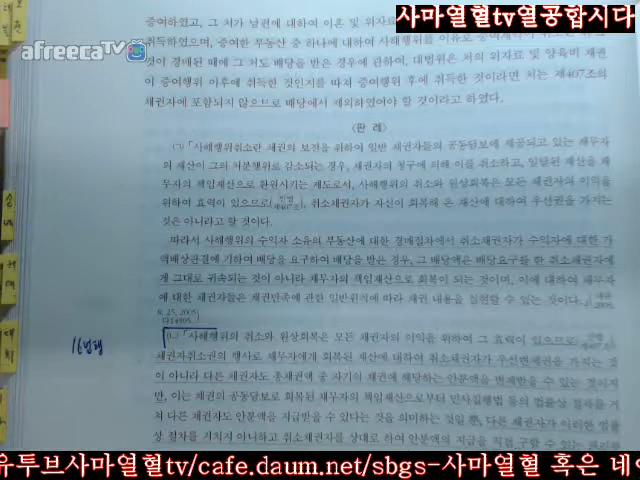 사마열혈tv열공합시다
afreecaTV
증여하였고, 그 처가 남편에 대하여 이혼 및 위자료
취득하였으며, 증여한 부동산 중 하나에 대하여 사해행위를 이유로
것이 경매된 때에 그 처도 배당을 받은 경우에 관하여, 대법원은 처의 위자료 및 양육비 채권
이 증여행위 이후에 취득한 것인지를 따져 증여행위 후에 취득한 것이라면 처는 제407조의
채권자에 포함되지 않으므로 배당에서 제외하였어야 할 것이라고 하였다.
〈판 례〉
「사해행위취소란 채권의 보전을 위하여 일반 채권자들의 공동담보에 제공되고 있는 채무자
의 재산이 그의 처분행위로 감소되는 경우, 채권자의 청구에 의해 이를 취소하고, 일탈된 재산을 채
무자의 책임재산으로 환원시키는 제도로서, 사해행위의 취소와 원상회복은 모든 채권자의 이익을
위하여 효력이 있으므로(민법 제407조), 취소채권자가 자신이 회복해 온 재산에 대하여 우선권을 가지는
것은 아니라고 할 것이다.
따라서 사해행위의 수익자 소유의 부동산에 대한 경매절차에서 취소채권자가 수익자에 대한 가
액배상판결에 기하여 배당을 요구하여 배당을 받은 경우, 그 배당액은 배당요구를 한 취소채권자에
게 그대로 귀속되는 것이 아니라 채무자의 책임재산으로 회복이 되는 것이며, 이에 대하여 채무자
에 대한 채권자들은 채권만족에 관한 일반원칙에 따라 채권 내용을 실현할 수 있는 것이다.」
8. 25, 2005
「사해행위의 취소와 원상회복은 모든 채권자의 이익을 위하여 그 효력이 있으므로
취소채권자가 우선변제권을 가지는 것
이 아니라 다른 채권자도 총채권액 중 자기의 채권에 해당하는 안분액을 변제받을 수 있는 것이지
만, 이는 채권의 공동담보로 회복된 채무자의 책임재산으로부터 민사집행법 등의 법률상 절차를 거
쳐 다른 채권자도 안분액을 지급받을 수 있다는 것을 의미하는 것일 뿐, 다른 채권자가 이러한 법률
상 절차를 거치지 아니하고 취소채권자를 상대로 하여 안분액의 지급을 직접 구할 수 있는 권리를
유투브사마열혈tv/cafe.daum.net/sbgs-사마열혈 혹은 네이